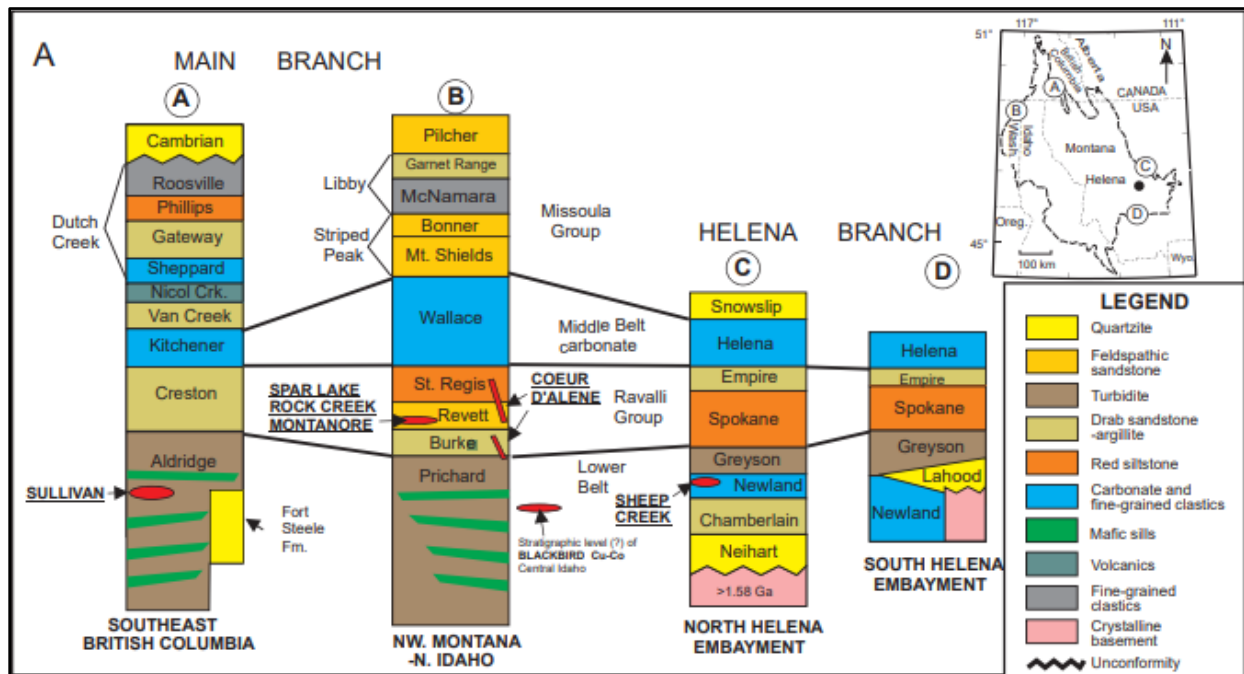 A
MAIN BRANCH
A
Cambrian
Roosville
Phillips
Gateway
Sheppard
Nicol Crk.
Van Creek
Kitchener
Creston
Aldridge
Dutch
Creek
SULLIVAN
Fort
Steele
Fm.
SOUTHEAST
BRITISH COLUMBIA
B
Pilcher
Garnet Range
McNamara
Bonner
Mt. Shields
Wallace
St. Regis
Revett
Burke
Prichard
Libby
Striped
Peak
SPAR LAKE
ROCK CREEK
MONTANORE
COEUR
D'ALENE
Stratigraphic level (?) of
BLACKBIRD Cu-Co
Central Idaho
NW. MONTANA
-N. IDAHO
Missoula
Group
Middle Belt
carbonate
Ravalli
Group
Lower
Belt
HELENA BRANCH
C
Snowslip
Helena
Empire
Spokane
Greyson
Newland
Chamberlain
Neihart
>1.58 Ga
SHEEP
CREEK
NORTH HELENA
EMBAYMENT
D
Helena
Empire
Spokane
Greyson
Lahood
Newland
SOUTH HELENA
EMBAYMENT
117°
111°
51°
45°
N
British
Columbia
Alberta
CANADA
USA
A
B
C
D
Wash.
Idaho
Montana
Helena
Oreg.
Wyo.
100 km
LEGEND
Quartzite
Feldspathic
sandstone
Turbidite
Drab sandstone
-argillite
Red siltstone
Carbonate and
fine-grained clastics
Mafic sills
Volcanics
Fine-grained
clastics
Crystalline
basement
Unconformity